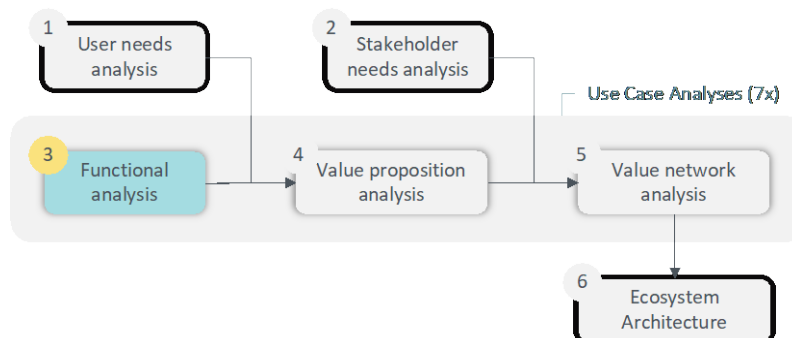 1
User needs
analysis
2
Stakeholder
needs analysis
Use Case Analyses (7x)
3
Functional
analysis
4
Value proposition
analysis
5
Value network
analysis
6
Ecosystem
Architecture